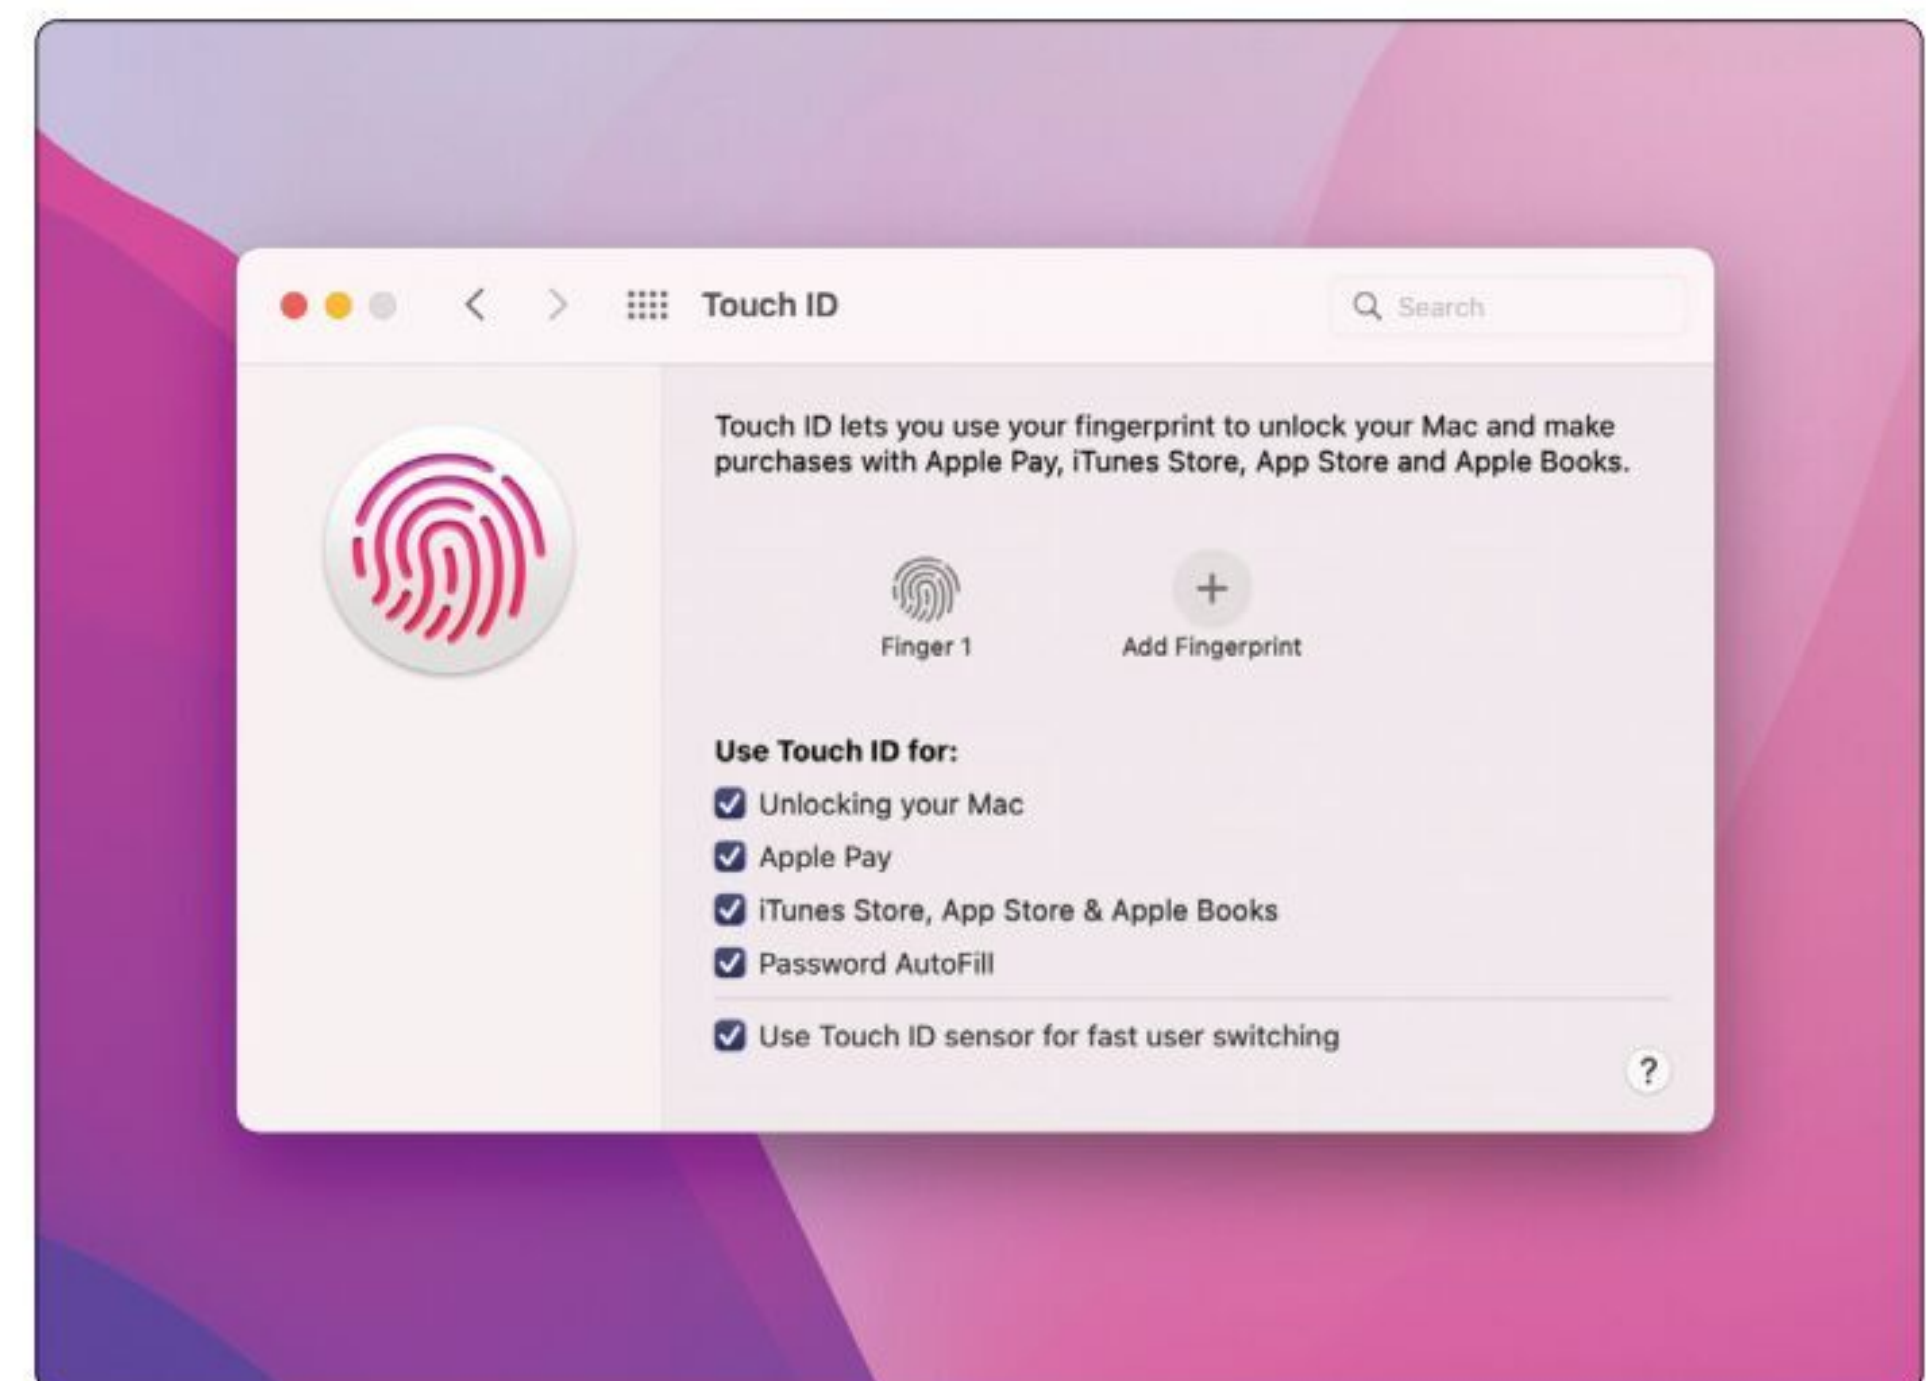 Touch ID
Search
Touch ID lets you use your fingerprint to unlock your Mac and make
purchases with Apple Pay, iTunes Store, App Store and Apple Books.
Finger 1
Add Fingerprint
Use Touch ID for:
Unlocking your Mac
Apple Pay
iTunes Store, App Store & Apple Books
Password AutoFill
Use Touch ID sensor for fast user switching
?